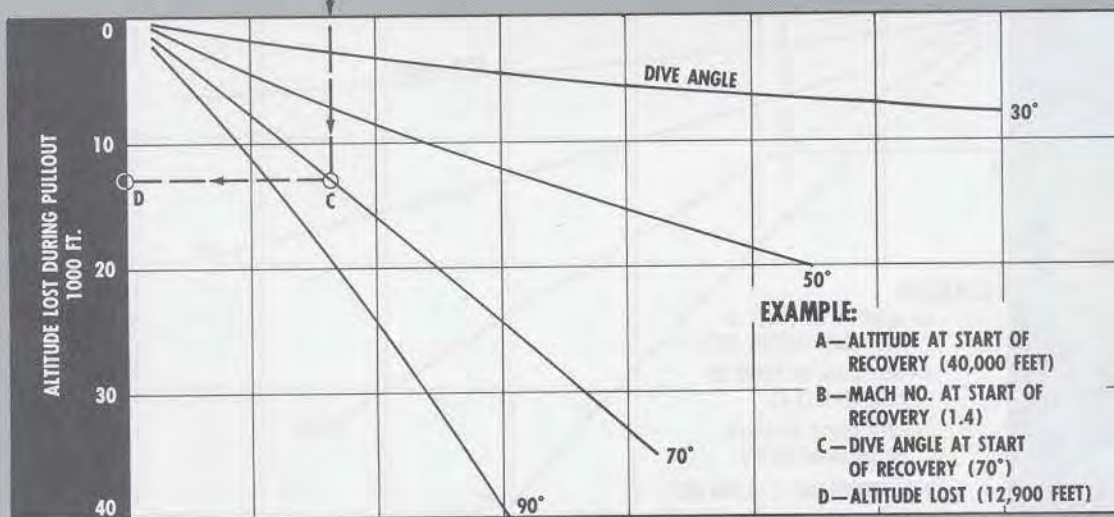 0
DIVE ANGLE
30°
10
D
C
ALTITUDE LOST DURING PULLOUT
1000 FT.
20
50°
EXAMPLE:
A—ALTITUDE AT START OF
RECOVERY (40,000 FEET)
30
B—MACH NO. AT START OF
RECOVERY (1.4)
70°
C—DIVE ANGLE AT START
OF RECOVERY (70°)
D—ALTITUDE LOST (12,900 FEET)
40
90°